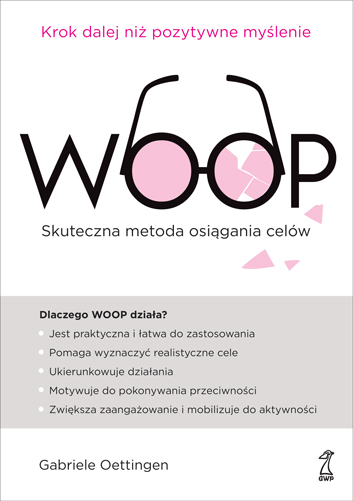 Krok dalej niż pozytywne myślenie
WOOP
Skuteczna metoda osiągania celów
Dlaczego WOOP działa?
• Jest praktyczna i łatwa do zastosowania
• Pomaga wyznaczyć realistyczne cele
• Ukierunkowuje działania
• Motywuje do pokonywania przeciwności
• Zwiększa zaangażowanie i mobilizuje do aktywności
Gabriele Oettingen
GWP